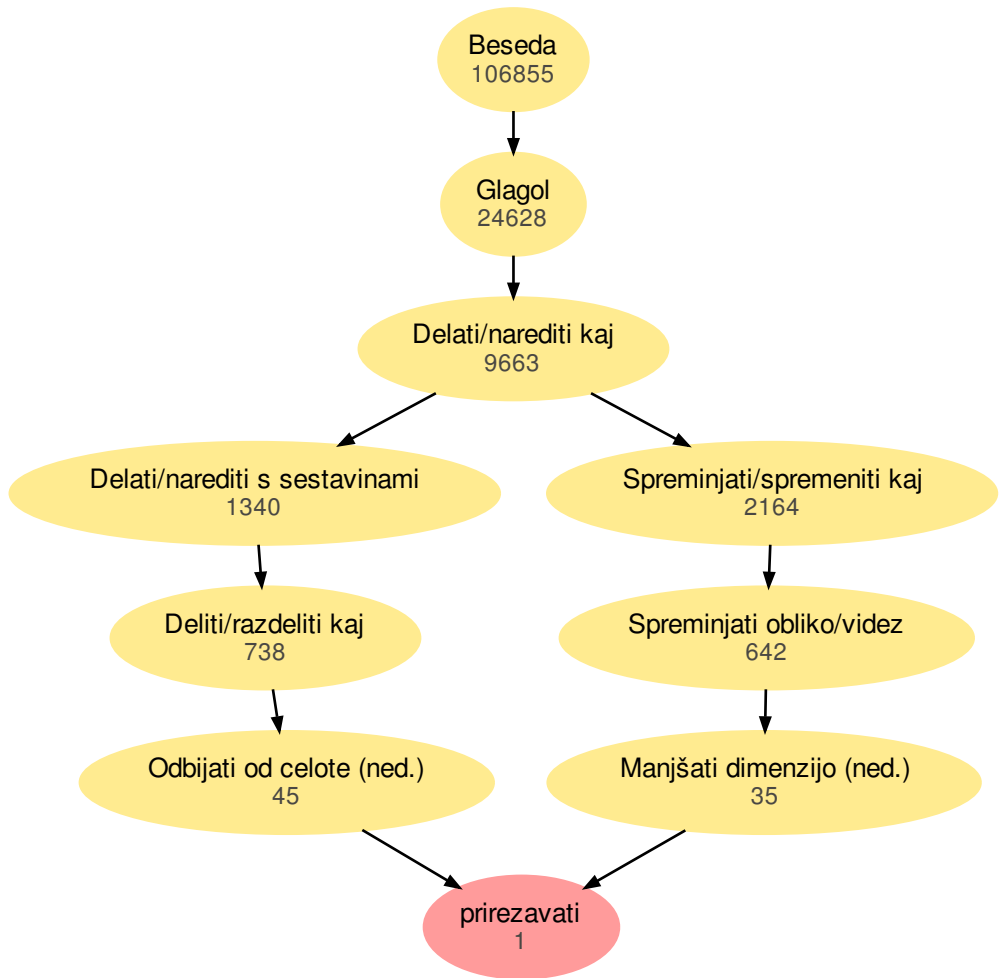 Beseda
106855
Glagol
24628
Delati/narediti kaj
9663
Delati/narediti s sestavinami
1340
Spreminjati/spremeniti kaj
2164
Deliti/razdeliti kaj
738
Spreminjati obliko/videz
642
Odbijati od celote (ned.)
45
Manjšati dimenzijo (ned.)
35
prirezavati
1